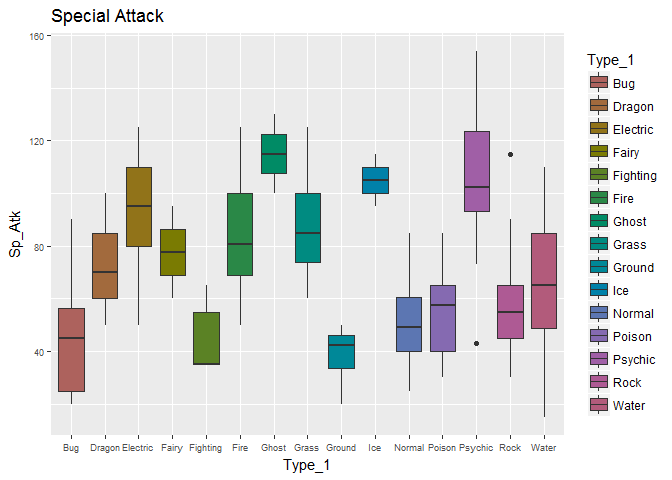 Special Attack
160
120
80
40
Sp_Atk
Bug Dragon Electric Fairy Fighting Fire Ghost Grass Ground Ice Normal Poison Psychic Rock Water
Type_1
Type_1
Bug
Dragon
Electric
Fairy
Fighting
Fire
Ghost
Grass
Ground
Ice
Normal
Poison
Psychic
Rock
Water